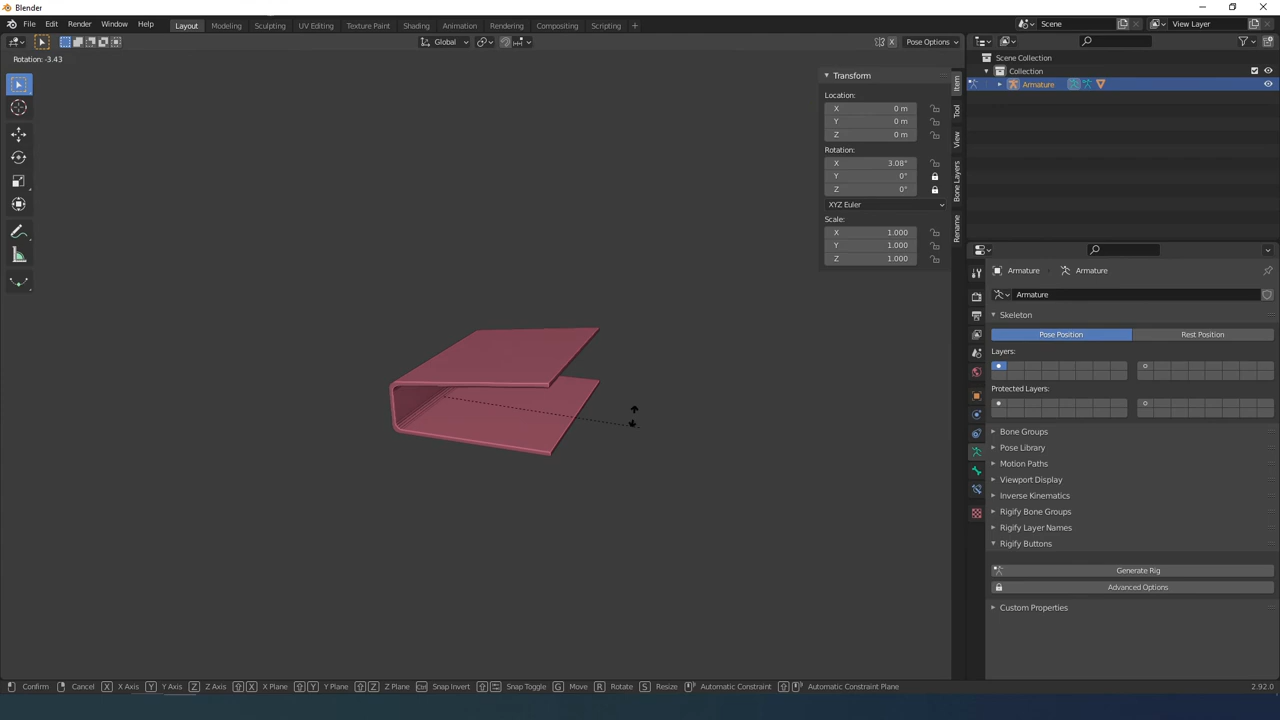 Blender
File Edit Render Window Help Layout Modeling Sculpting UV Editing Texture Paint Shading Animation Rendering Compositing Scripting + Scene View Layer
Global X Pose Options
Rotation: -3.43
Transform
Location:
X 0 m
Y 0 m
Z 0 m
Rotation:
X 3.08°
Y 0°
Z 0°
XYZ Euler
Scale:
X 1.000
Y 1.000
Z 1.000
Item
Tool
View
Bone Layers
Rename
Scene Collection
Collection
Armature
Armature Armature
Armature
Skeleton
Pose Position Rest Position
Layers:
Protected Layers:
Bone Groups
Pose Library
Motion Paths
Viewport Display
Inverse Kinematics
Rigify Bone Groups
Rigify Layer Names
Rigify Buttons
Generate Rig
Advanced Options
Custom Properties
Confirm Cancel X X Axis Y Y Axis Z Z Axis X X Plane Y Y Plane Z Z Plane Ctrl Snap Invert Snap Toggle G Move R Rotate S Resize Automatic Constraint Automatic Constraint Plane 2.92.0